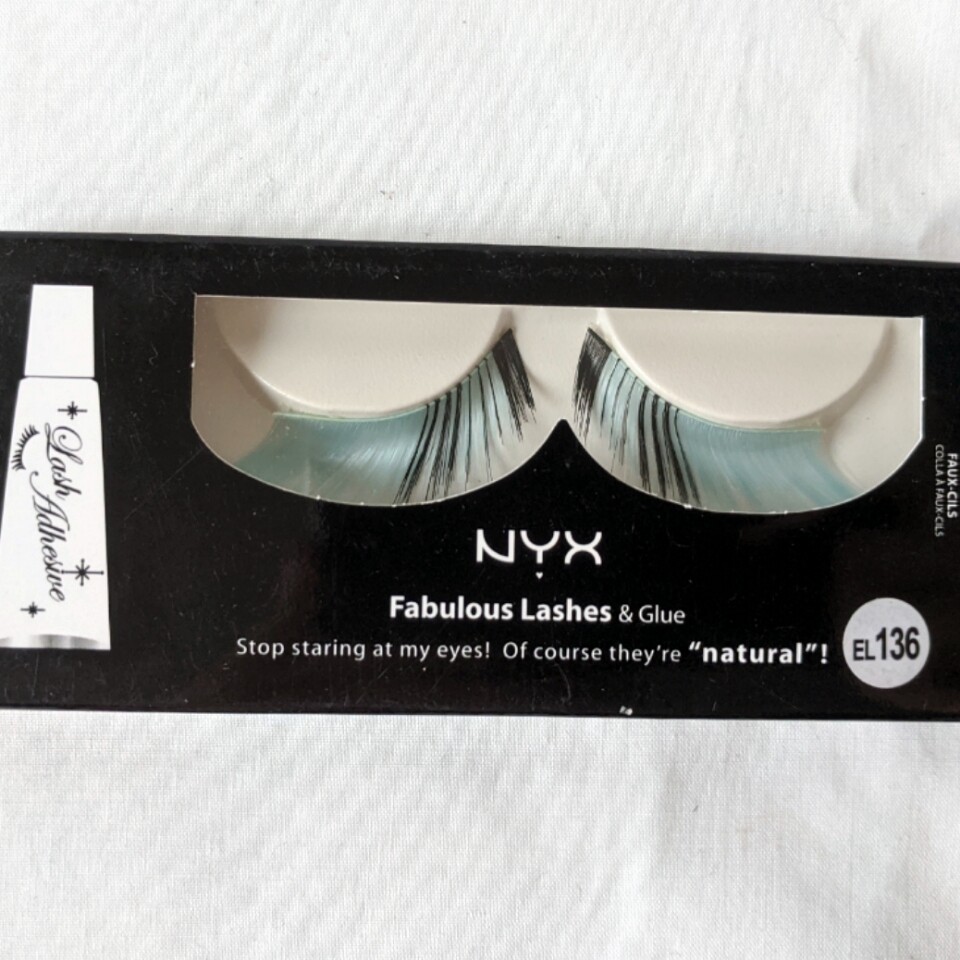 Lash Adhesive
NYX
Fabulous Lashes & Glue
Stop staring at my eyes! Of course they're “natural”!
EL136
FAUX-CILS
COLLA À FAUX-CILS